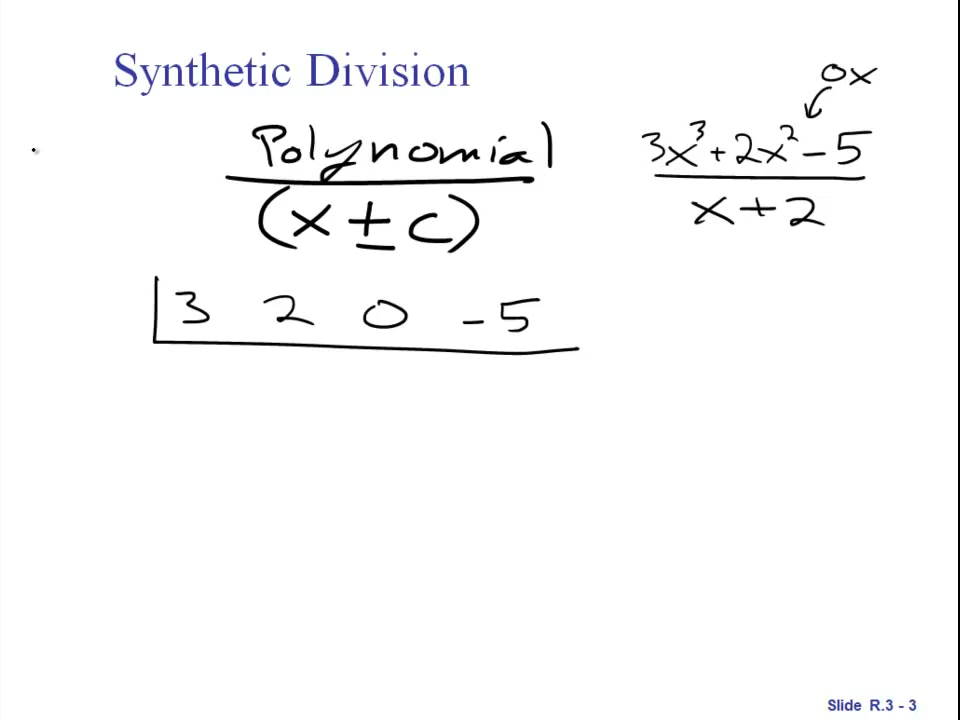 Synthetic Division
Polynomial
(x ± c)
0x
3x³ + 2x² - 5
x + 2
3 2 0 -5
Slide R.3 - 3